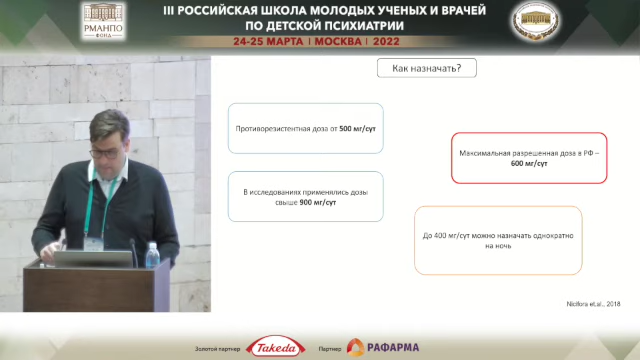 III РОССИЙСКАЯ ШКОЛА МОЛОДЫХ УЧЕНЫХ И ВРАЧЕЙ
ПО ДЕТСКОЙ ПСИХИАТРИИ
24-25 МАРТА | МОСКВА | 2022
РМАНПО
ФОНД
Как назначать?
Противорезистентная доза от 500 мг/сут
Максимальная разрешенная доза в РФ –
600 мг/сут
В исследованиях применялись дозы
свыше 900 мг/сут
До 400 мг/сут можно назначать однократно
на ночь
Nicifora et.al., 2018
Золотой партнер
Takeda
Партнер
РАФАРМА